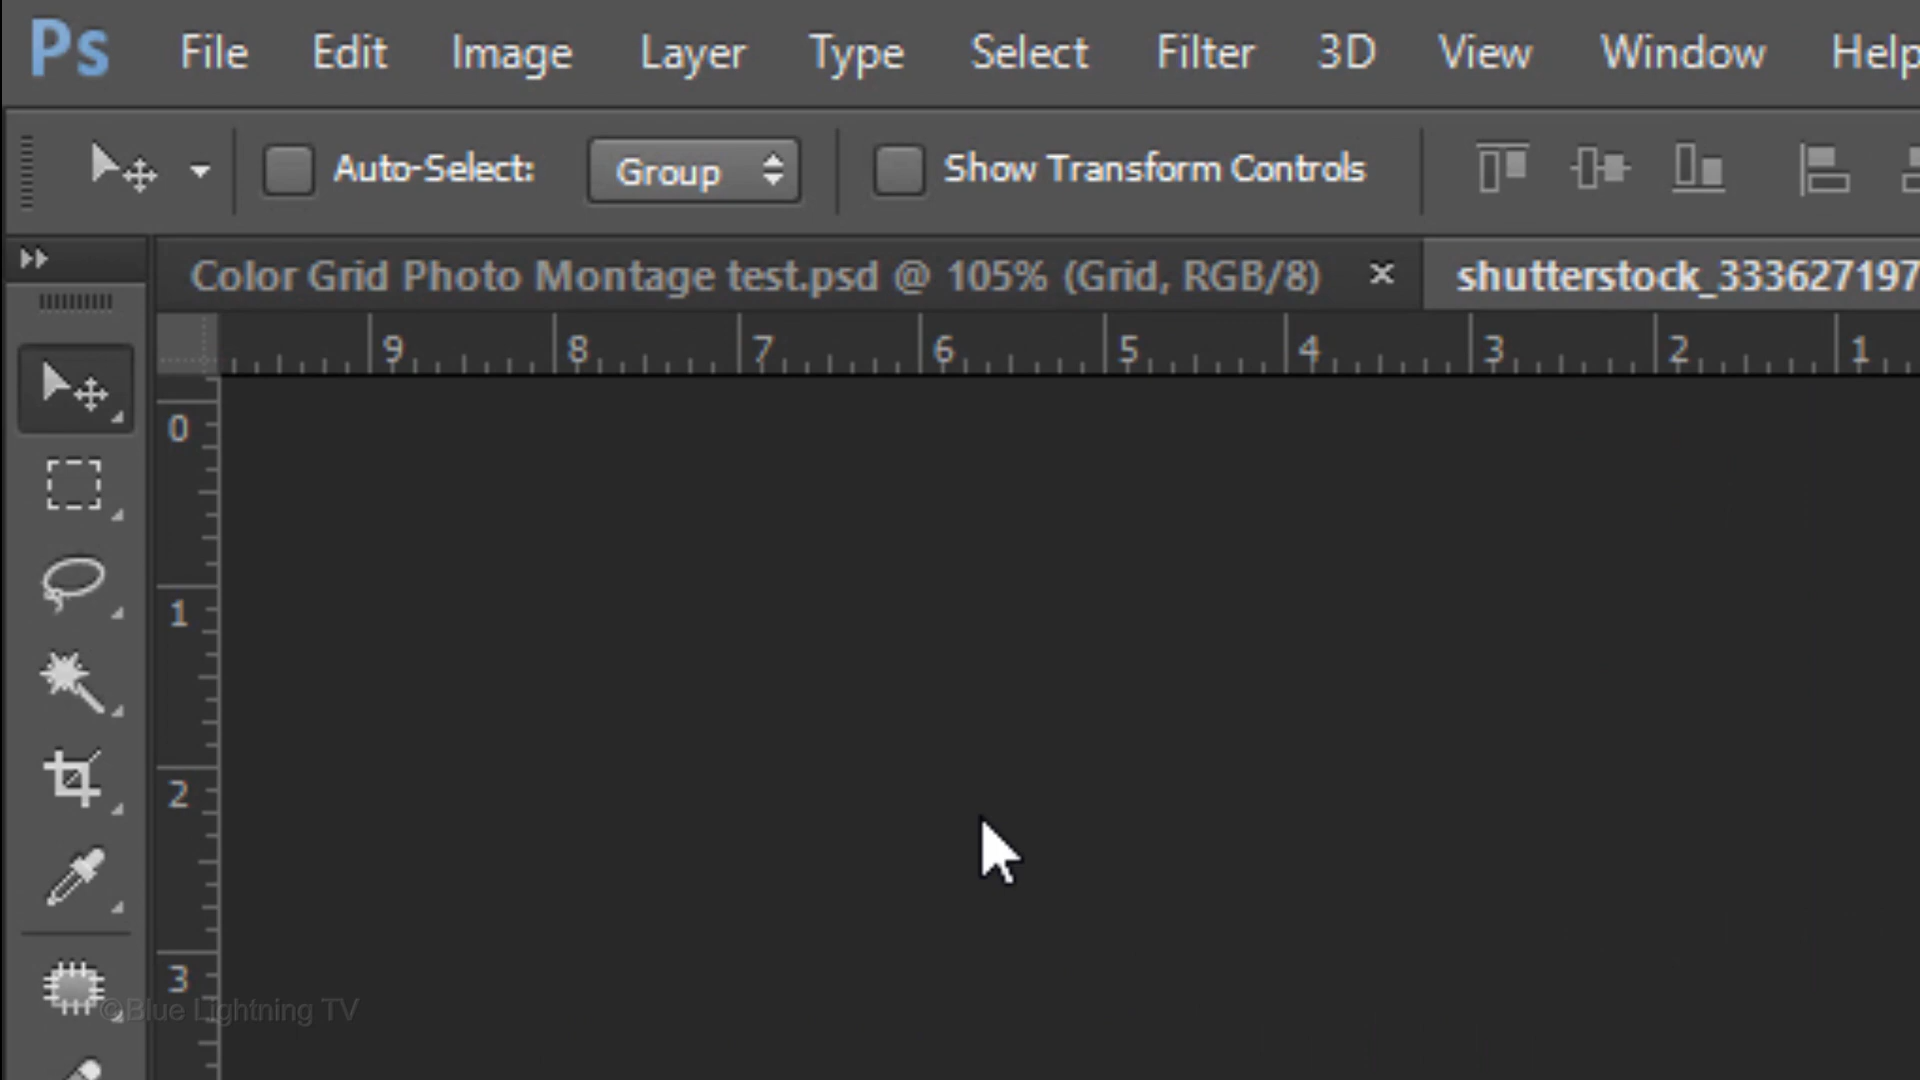 Ps File Edit Image Layer Type Select Filter 3D View Window Help
Auto-Select: Group Show Transform Controls
Color Grid Photo Montage test.psd @ 105% (Grid, RGB/8) × shutterstock_333627197
9 8 7 6 5 4 3 2 1
0
1
2
3
©Blue Lightning TV